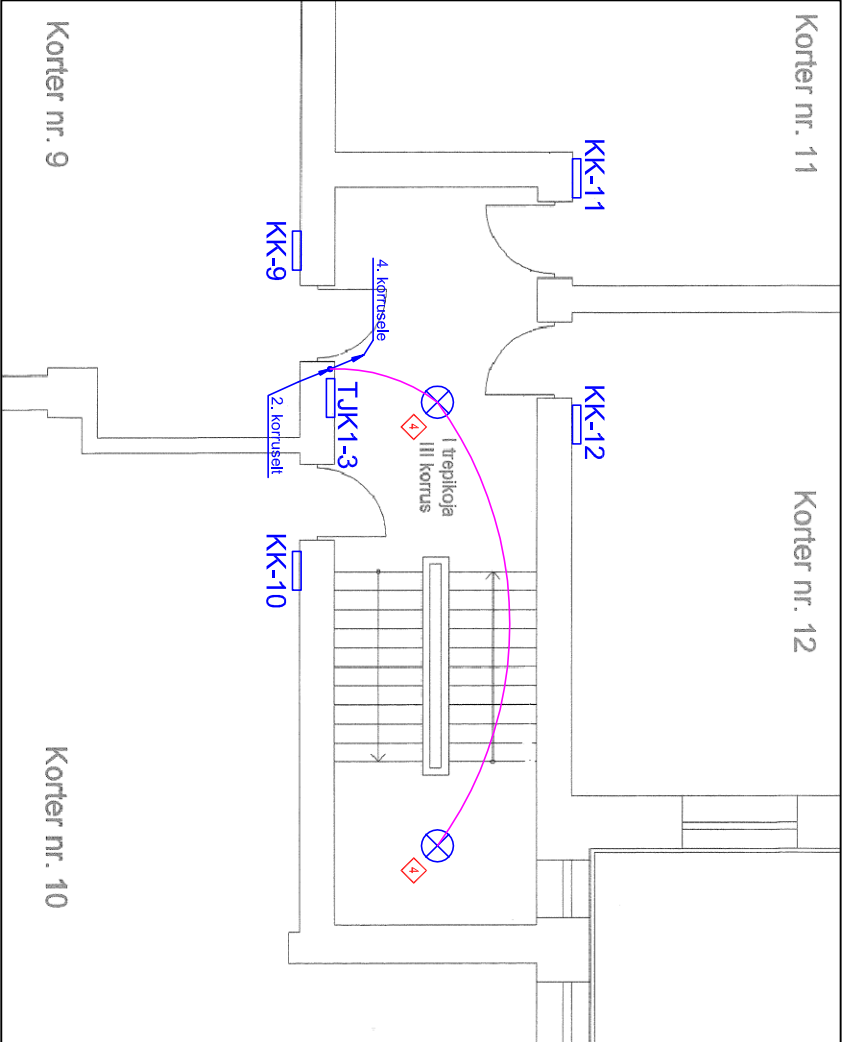 Korter nr. 9
Korter nr. 11
KK-11
KK-9
4. korrusele
2. korruselt
TJK1-3
4
I trepikoja
III korrus
KK-12
KK-10
Korter nr. 12
Korter nr. 10
4